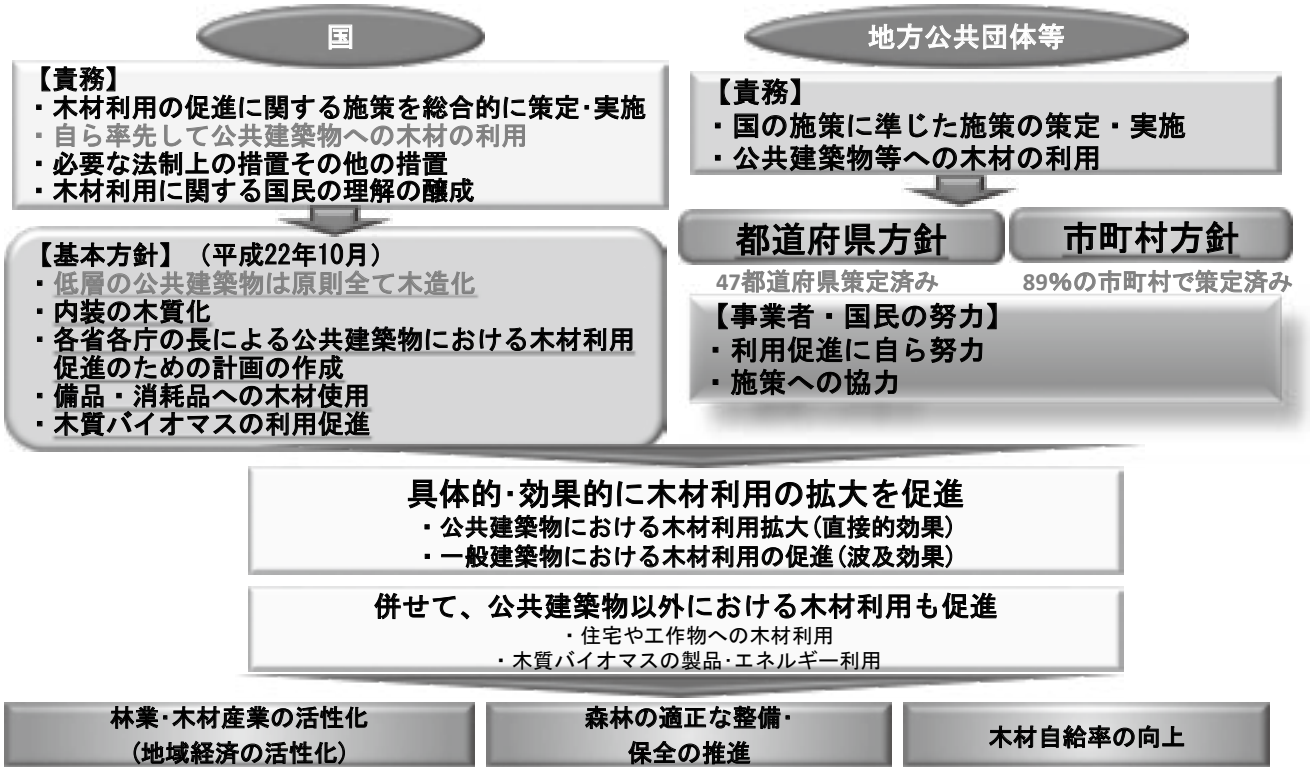 国
【責務】
・木材利用の促進に関する施策を総合的に策定･実施
・自ら率先して公共建築物への木材の利用
・必要な法制上の措置その他の措置
・木材利用に関する国民の理解の醸成
【基本方針】（平成22年10月）
・低層の公共建築物は原則全て木造化
・内装の木質化
・各省各庁の長による公共建築物における木材利用
促進のための計画の作成
・備品・消耗品への木材使用
・木質バイオマスの利用促進
地方公共団体等
【責務】
・国の施策に準じた施策の策定・実施
・公共建築物等への木材の利用
都道府県方針
47都道府県策定済み
市町村方針
89%の市町村で策定済み
【事業者・国民の努力】
・利用促進に自ら努力
・施策への協力
具体的･効果的に木材利用の拡大を促進
・公共建築物における木材利用拡大(直接的効果)
・一般建築物における木材利用の促進(波及効果)
併せて、公共建築物以外における木材利用も促進
・住宅や工作物への木材利用
・木質バイオマスの製品･エネルギー利用
林業･木材産業の活性化
(地域経済の活性化)
森林の適正な整備･
保全の推進
木材自給率の向上